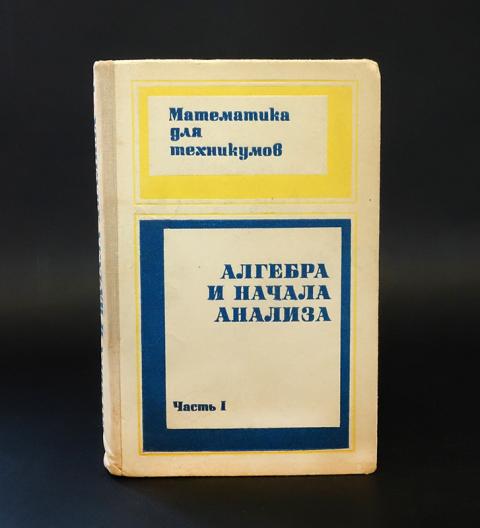 Математика
для
техникумов
АЛГЕБРА
И НАЧАЛА
АНАЛИЗА
Часть I